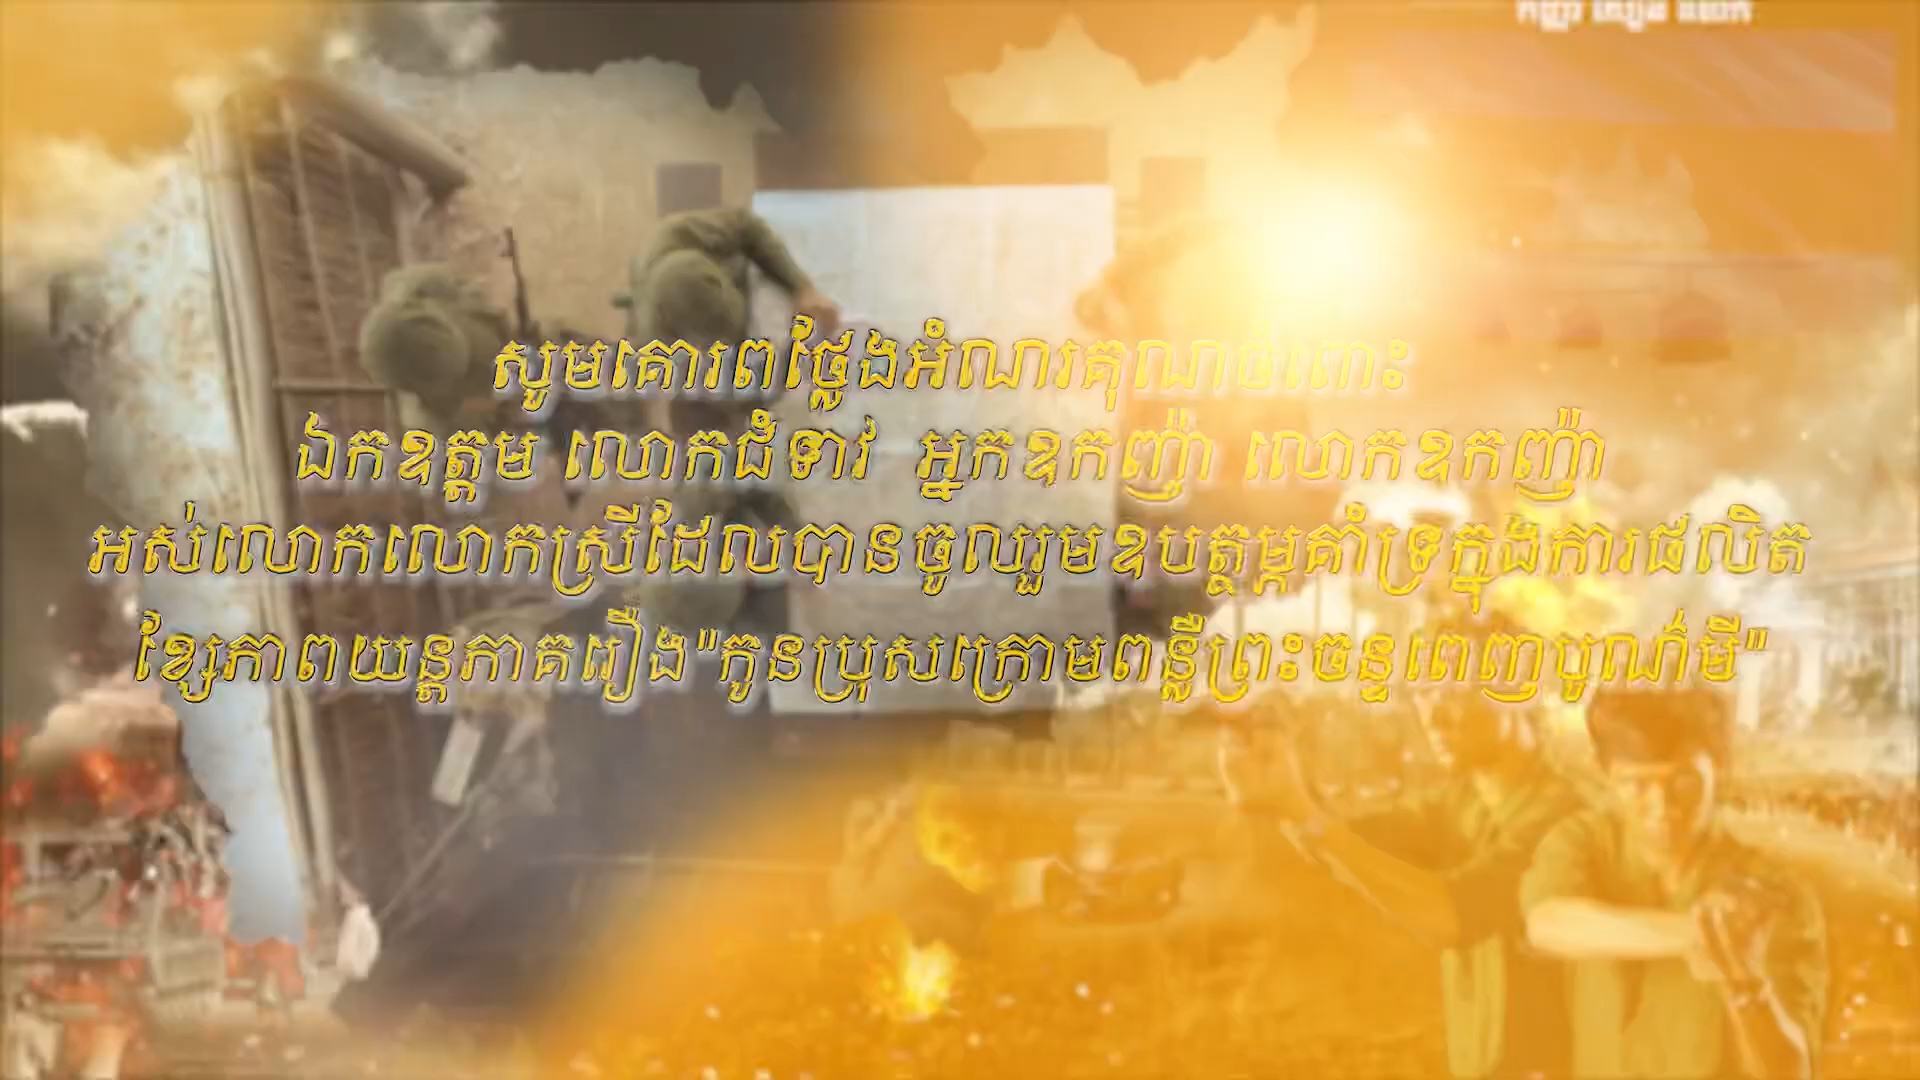 សូមគោរពថ្លែងអំណរគុណចំពោះ
ឯកឧត្តម លោកជំទាវ អ្នកឧកញ៉ា លោកឧកញ៉ា
អស់លោកលោកស្រីដែលបានចូលរួមឧបត្ថម្ភគាំទ្រក្នុងការផលិត
ខ្សែភាពយន្តភាគរឿង"កូនប្រុសក្រោមពន្លឺព្រះចន្ទពេញបូណ៌មី"